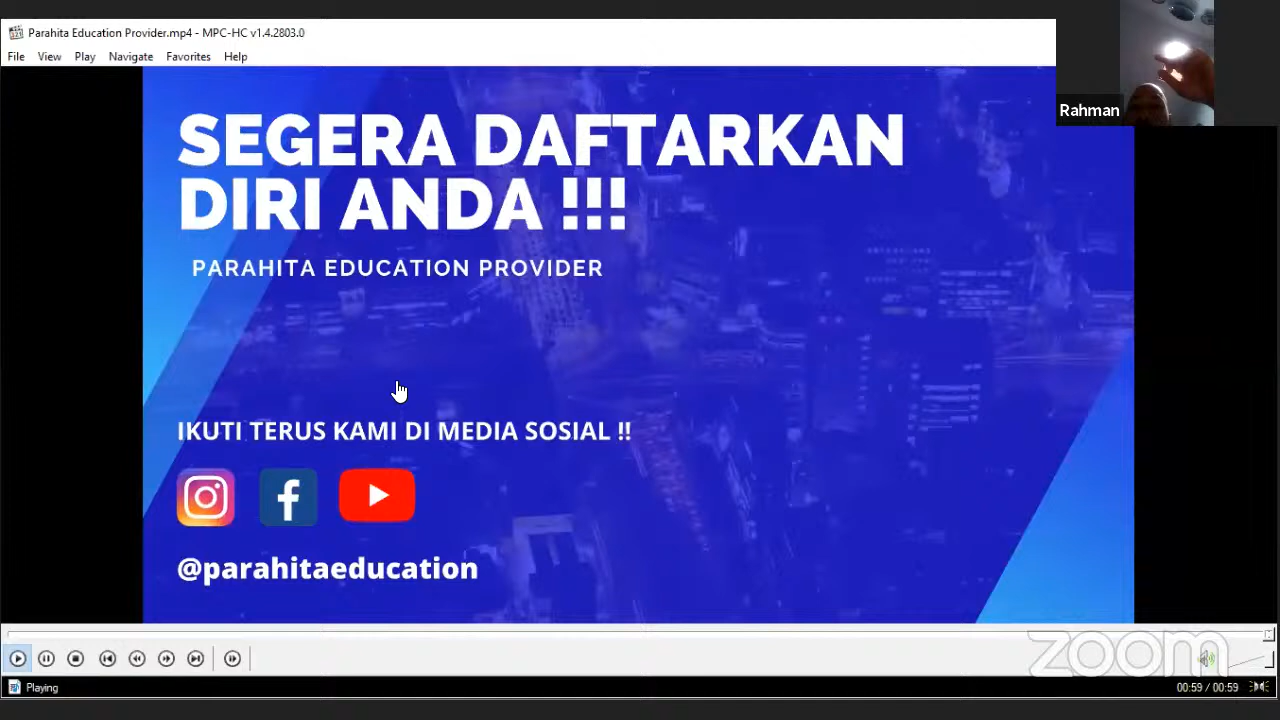 Parahita Education Provider.mp4 - MPC-HC v1.4.2803.0
File View Play Navigate Favorites Help
Rahman
SEGERA DAFTARKAN
DIRI ANDA !!!
PARAHITA EDUCATION PROVIDER
IKUTI TERUS KAMI DI MEDIA SOSIAL !!
f
@parahitaeducation
zoom
Playing
00:59 / 00:59